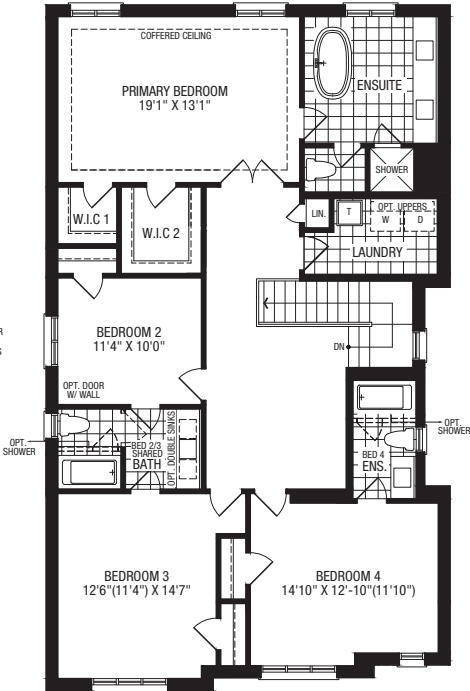 COFFERED CEILING
PRIMARY BEDROOM
19'1" X 13'1"
ENSUITE
SHOWER
W.I.C 1
W.I.C 2
LIN.
T
OPT. UPPERS
W D
LAUNDRY
BEDROOM 2
11'4" X 10'0"
DN
OPT. DOOR
W/ WALL
OPT.
SHOWER
BED 2/3
SHARED
BATH
OPT. DOUBLE SINKS
OPT.
SHOWER
BED 4
ENS.
BEDROOM 3
12'6"(11'4") X 14'7"
BEDROOM 4
14'10" X 12'-10"(11'10")